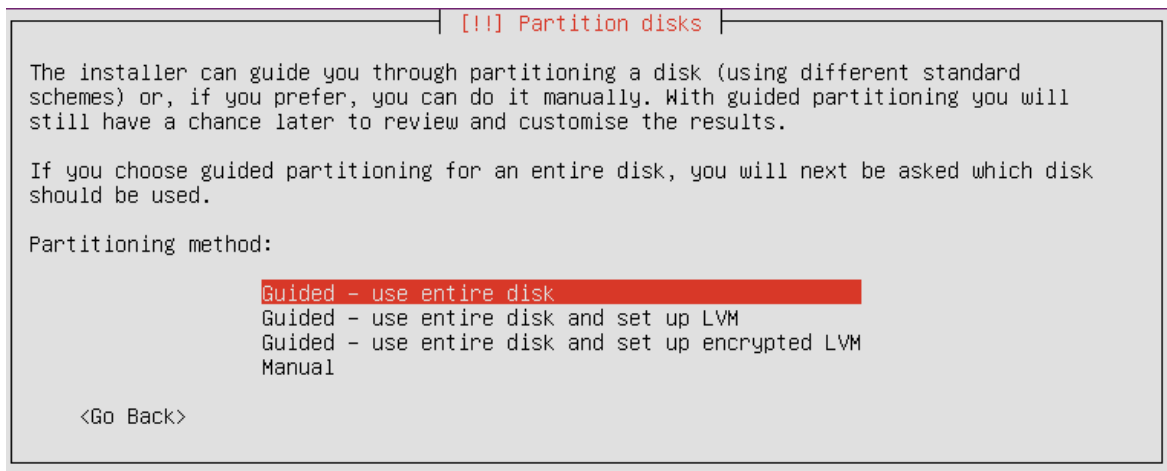 [!!] Partition disks
The installer can guide you through partitioning a disk (using different standard
schemes) or, if you prefer, you can do it manually. With guided partitioning you will
still have a chance later to review and customise the results.
If you choose guided partitioning for an entire disk, you will next be asked which disk
should be used.
Partitioning method:
Guided – use entire disk
Guided – use entire disk and set up LVM
Guided – use entire disk and set up encrypted LVM
Manual
<Go Back>